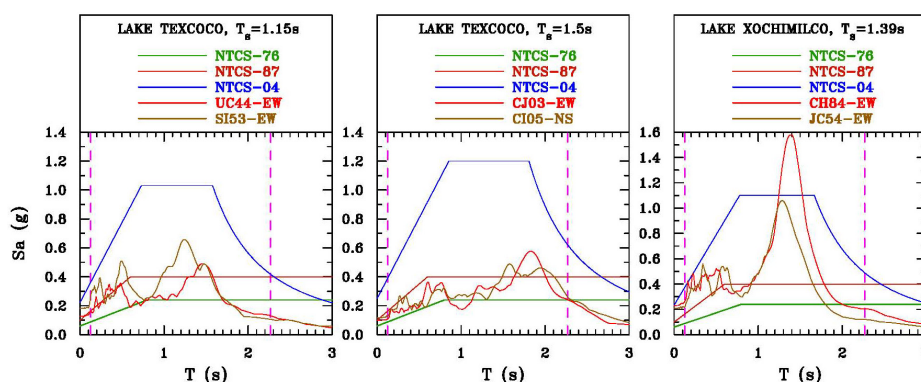 LAKE TEXCOCO, Ts=1.15s
NTCS-76
NTCS-87
NTCS-04
UC44-EW
SI53-EW
LAKE TEXCOCO, Ts=1.5s
NTCS-76
NTCS-87
NTCS-04
CJ03-EW
CI05-NS
LAKE XOCHIMILCO, Ts=1.39s
NTCS-76
NTCS-87
NTCS-04
CH84-EW
JC54-EW
Sa (g)
1.4
1.2
1.0
0.8
0.6
0.4
0.2
0.0
0 1 2 3
T (s)
1.4
1.2
1.0
0.8
0.6
0.4
0.2
0.0
0 1 2 3
T (s)
1.6
1.4
1.2
1.0
0.8
0.6
0.4
0.2
0.0
0 1 2
T (s)